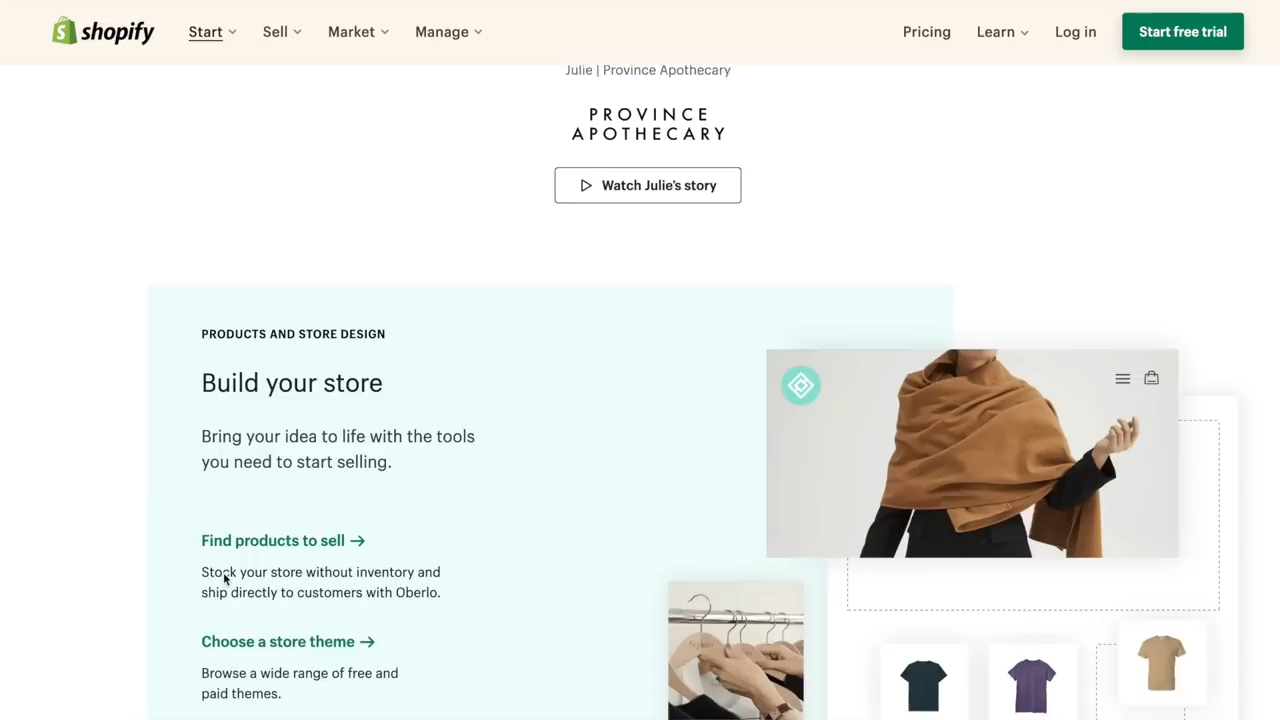 shopify
Start
Sell
Market
Manage
Pricing
Learn
Log in
Start free trial
Julie | Province Apothecary
PROVINCE
APOTHECARY
Watch Julie's story
PRODUCTS AND STORE DESIGN
Build your store
Bring your idea to life with the tools
you need to start selling.
Find products to sell →
Stock your store without inventory and
ship directly to customers with Oberlo.
Choose a store theme →
Browse a wide range of free and
paid themes.